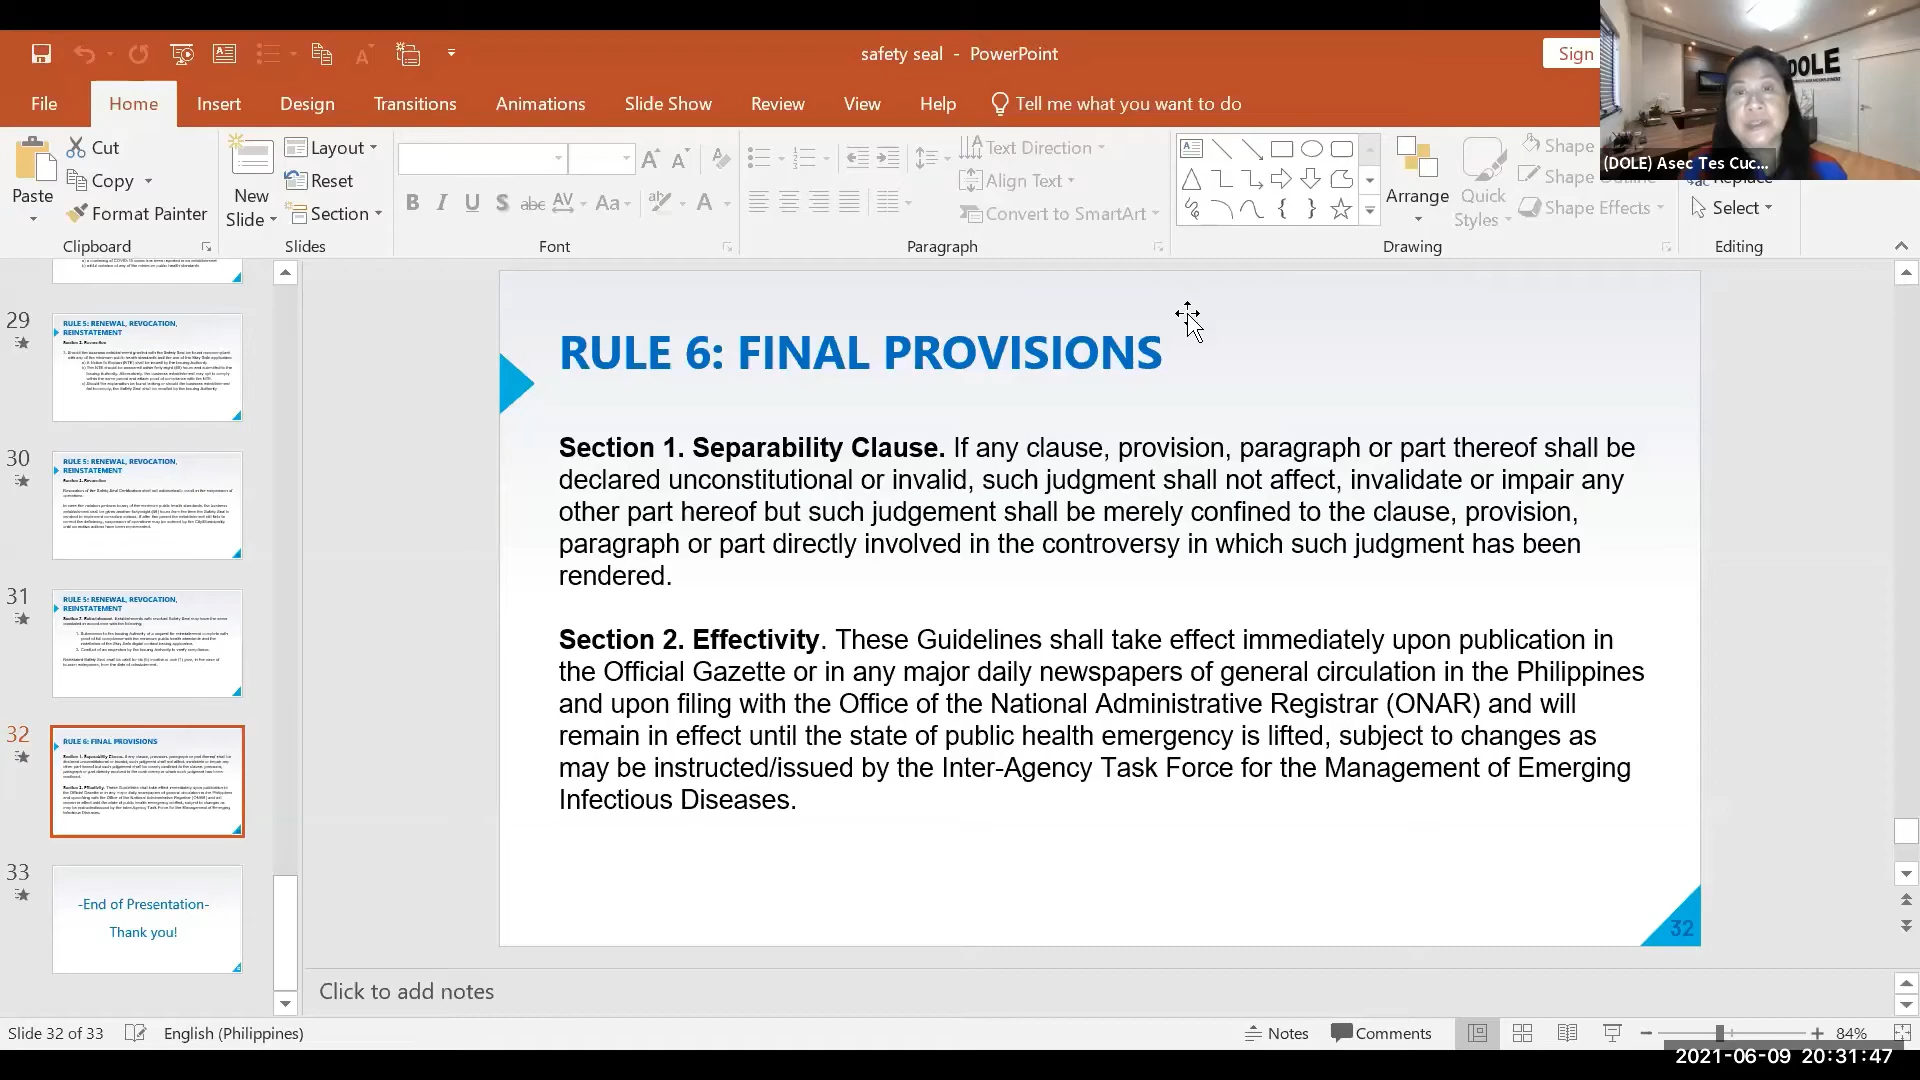 safety seal - PowerPoint
Sign
DOLE
File Home Insert Design Transitions Animations Slide Show Review View Help Tell me what you want to do
Cut
Copy
Paste
Format Painter
Clipboard
New
Slide
Layout
Reset
Section
Slides
B I U S abc AV Aa A
Font
Text Direction
Align Text
Convert to SmartArt
Paragraph
Arrange
Quick
Styles
Shape
Shape Outline
Shape Effects
Drawing
(DOLE) Asec Tes Cuc...
Replace
Select
Editing
29
RULE 5: RENEWAL, REVOCATION,
REINSTATEMENT
30
RULE 5: RENEWAL, REVOCATION,
REINSTATEMENT
31
RULE 5: RENEWAL, REVOCATION,
REINSTATEMENT
32
RULE 6: FINAL PROVISIONS
33
-End of Presentation-
Thank you!
RULE 6: FINAL PROVISIONS
Section 1. Separability Clause. If any clause, provision, paragraph or part thereof shall be
declared unconstitutional or invalid, such judgment shall not affect, invalidate or impair any
other part hereof but such judgement shall be merely confined to the clause, provision,
paragraph or part directly involved in the controversy in which such judgment has been
rendered.
Section 2. Effectivity. These Guidelines shall take effect immediately upon publication in
the Official Gazette or in any major daily newspapers of general circulation in the Philippines
and upon filing with the Office of the National Administrative Registrar (ONAR) and will
remain in effect until the state of public health emergency is lifted, subject to changes as
may be instructed/issued by the Inter-Agency Task Force for the Management of Emerging
Infectious Diseases.
32
Click to add notes
Slide 32 of 33 English (Philippines) Notes Comments 84%
2021-06-09 20:31:47